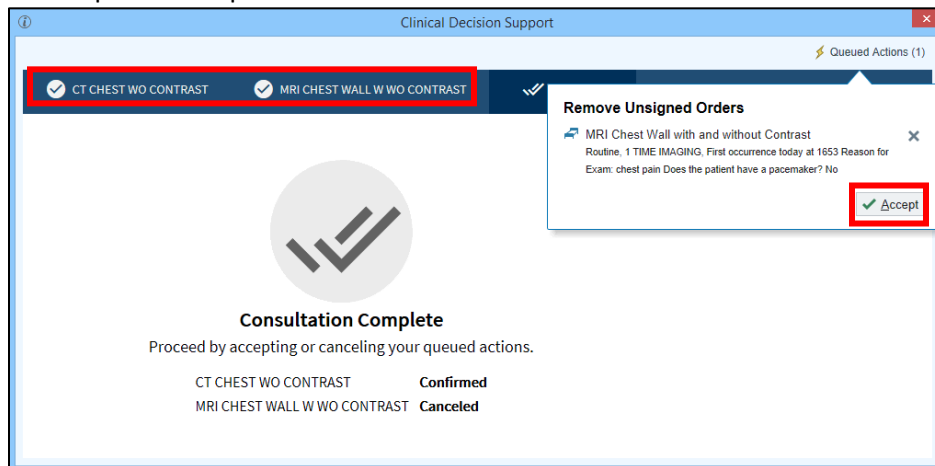 Clinical Decision Support
Queued Actions (1)
CT CHEST WO CONTRAST
MRI CHEST WALL W WO CONTRAST
Remove Unsigned Orders
MRI Chest Wall with and without Contrast
Routine, 1 TIME IMAGING, First occurrence today at 1653 Reason for
Exam: chest pain Does the patient have a pacemaker? No
Accept
Consultation Complete
Proceed by accepting or canceling your queued actions.
CT CHEST WO CONTRAST Confirmed
MRI CHEST WALL W WO CONTRAST Canceled